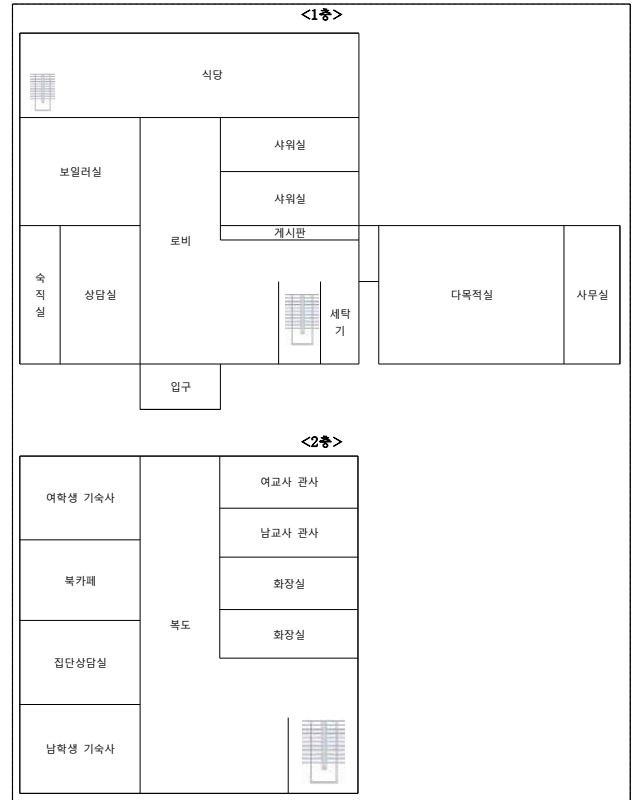 <1층>
식당
보일러실
로비
샤워실
샤워실
게시판
숙
직
실
상담실
세탁
기
다목적실
사무실
입구
<2층>
여학생 기숙사
북카페
집단상담실
남학생 기숙사
복도
여교사 관사
남교사 관사
화장실
화장실